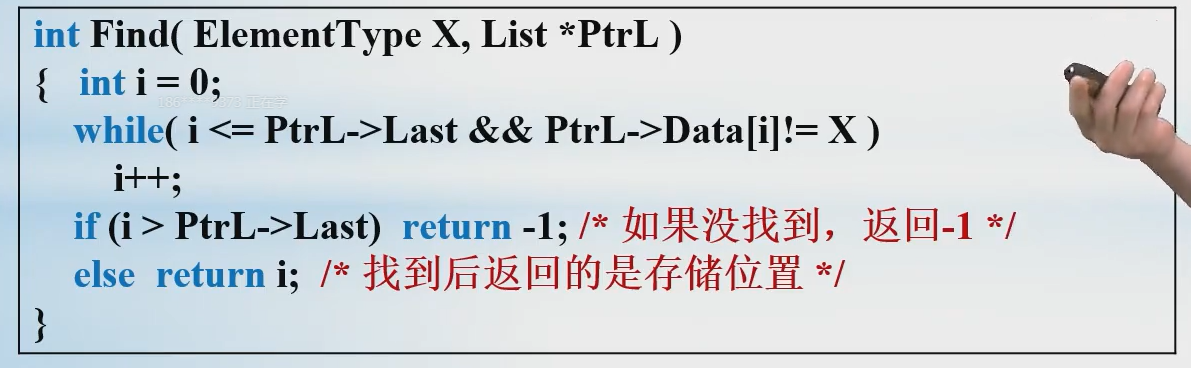 int Find( ElementType X, List *PtrL )
{ int i = 0;
while( i <= PtrL->Last && PtrL->Data[i]!= X )
i++;
if (i > PtrL->Last) return -1; /* 如果没找到，返回-1 */
else return i; /* 找到后返回的是存储位置 */
}